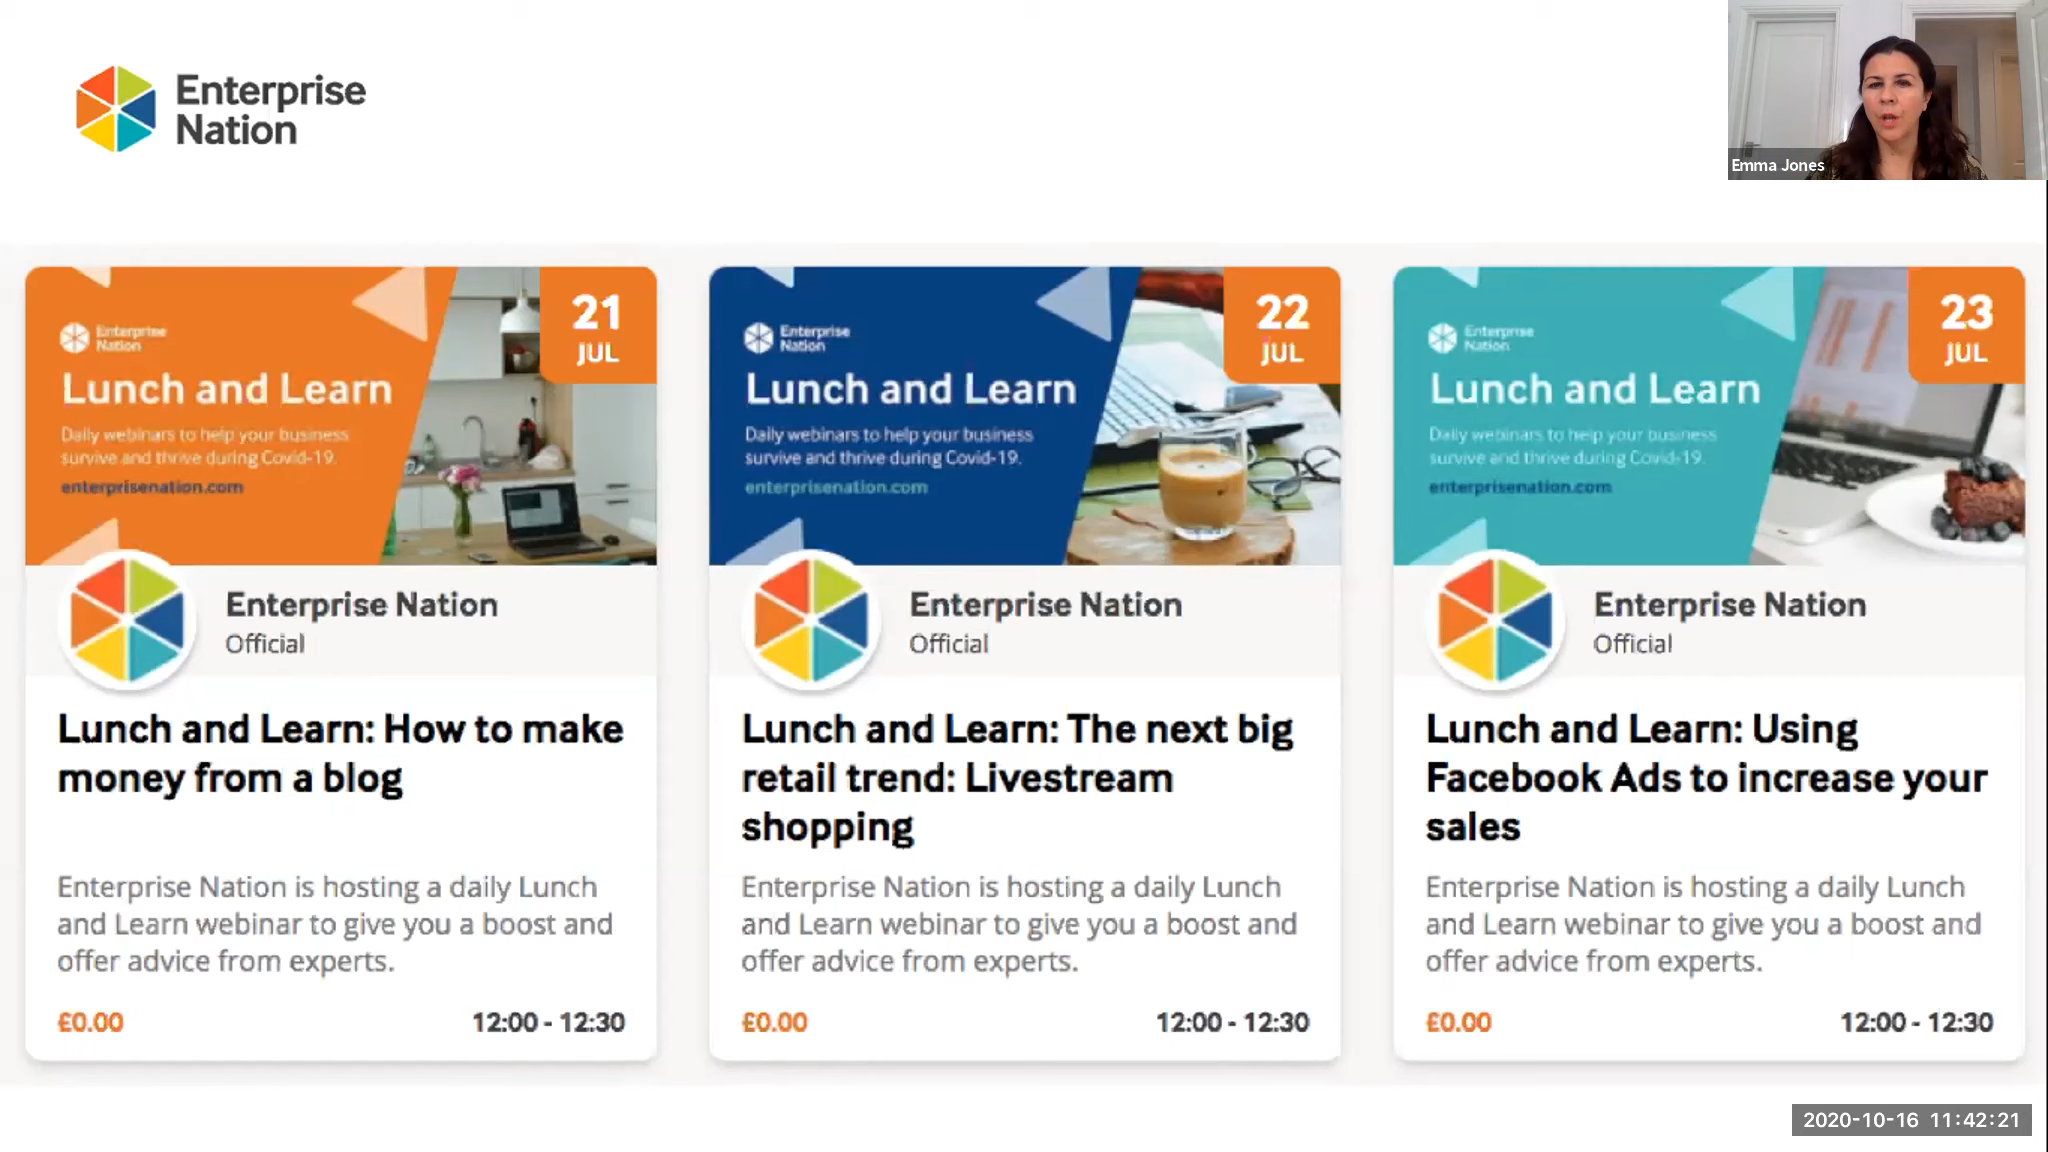 Enterprise
Nation
Emma Jones
21
JUL
Enterprise
Nation
Lunch and Learn
Daily webinars to help your business
survive and thrive during Covid-19.
enterprisenation.com
Enterprise Nation
Official
Lunch and Learn: How to make
money from a blog
Enterprise Nation is hosting a daily Lunch
and Learn webinar to give you a boost and
offer advice from experts.
£0.00
12:00 - 12:30
22
JUL
Enterprise
Nation
Lunch and Learn
Daily webinars to help your business
survive and thrive during Covid-19.
enterprisenation.com
Enterprise Nation
Official
Lunch and Learn: The next big
retail trend: Livestream
shopping
Enterprise Nation is hosting a daily Lunch
and Learn webinar to give you a boost and
offer advice from experts.
£0.00
12:00 - 12:30
23
JUL
Enterprise
Nation
Lunch and Learn
Daily webinars to help your business
survive and thrive during Covid-19.
enterprisenation.com
Enterprise Nation
Official
Lunch and Learn: Using
Facebook Ads to increase your
sales
Enterprise Nation is hosting a daily Lunch
and Learn webinar to give you a boost and
offer advice from experts.
£0.00
12:00 - 12:30
2020-10-16 11:42:21